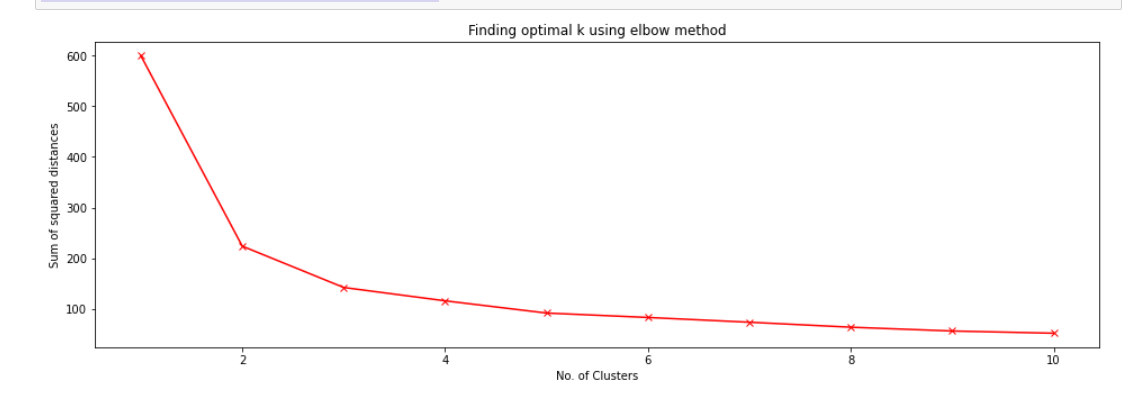 Finding optimal k using elbow method
600
500
400
300
200
100
Sum of squared distances
2 4 6 8 10
No. of Clusters